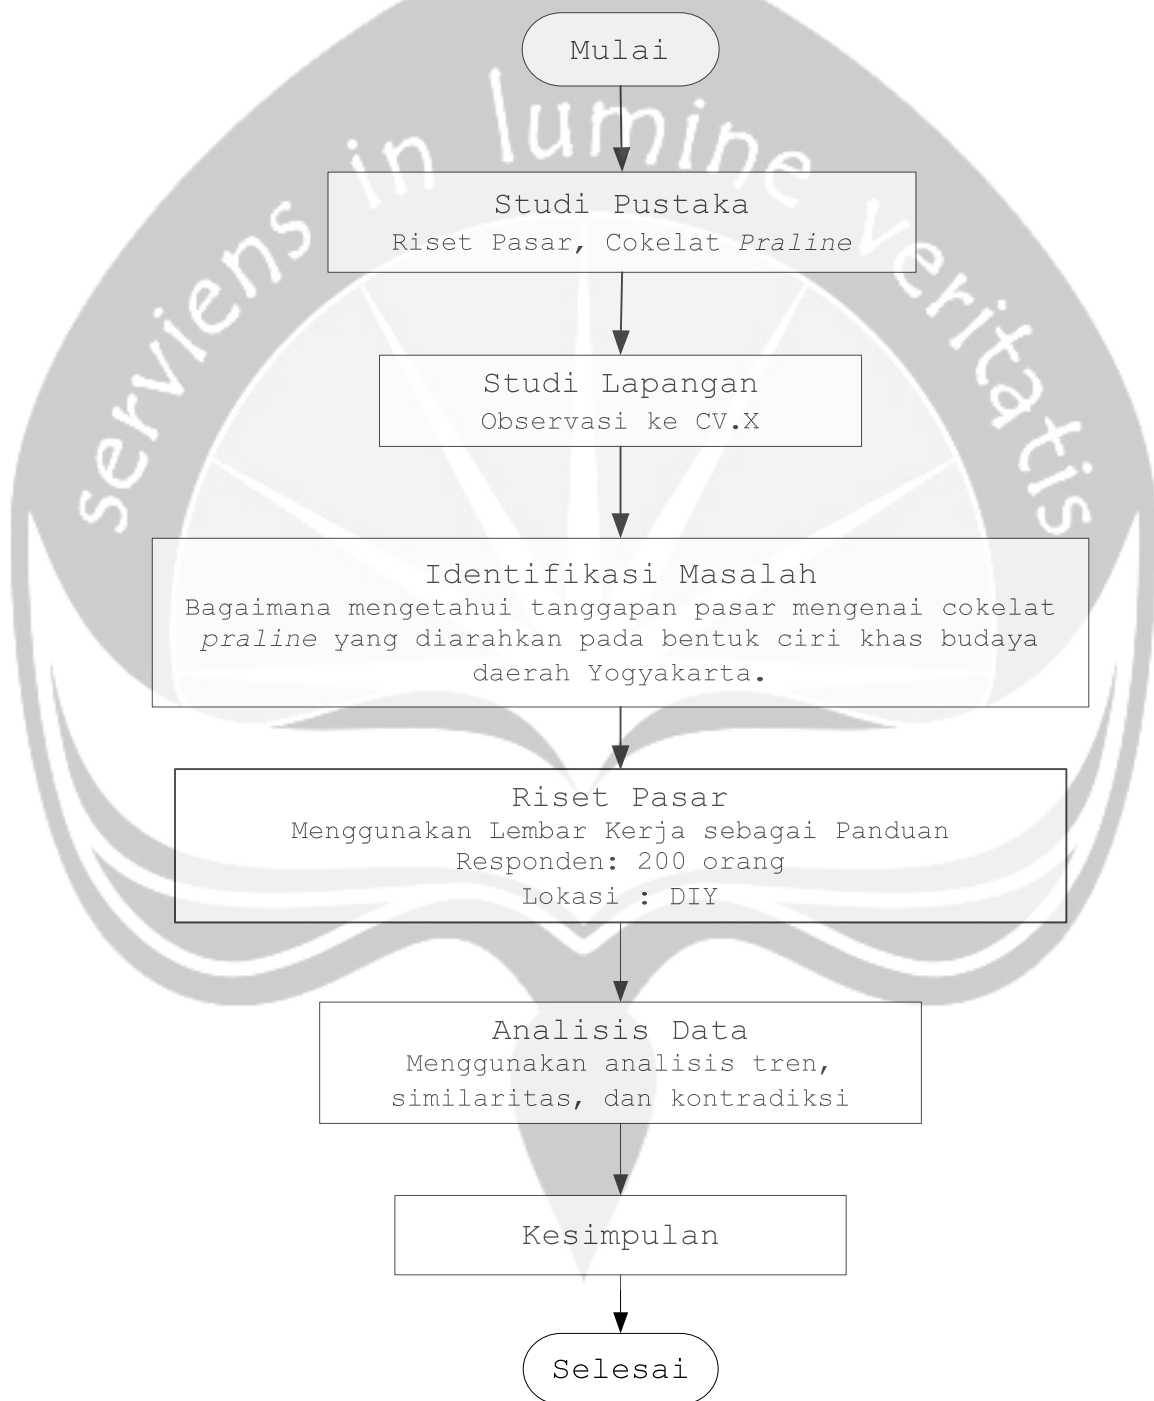 serviens in lumine veritatis
Mulai
Studi Pustaka
Riset Pasar, Cokelat Praline
Studi Lapangan
Observasi ke CV.X
Identifikasi Masalah
Bagaimana mengetahui tanggapan pasar mengenai cokelat
praline yang diarahkan pada bentuk ciri khas budaya
daerah Yogyakarta.
Riset Pasar
Menggunakan Lembar Kerja sebagai Panduan
Responden: 200 orang
Lokasi : DIY
Analisis Data
Menggunakan analisis tren,
similaritas, dan kontradiksi
Kesimpulan
Selesai